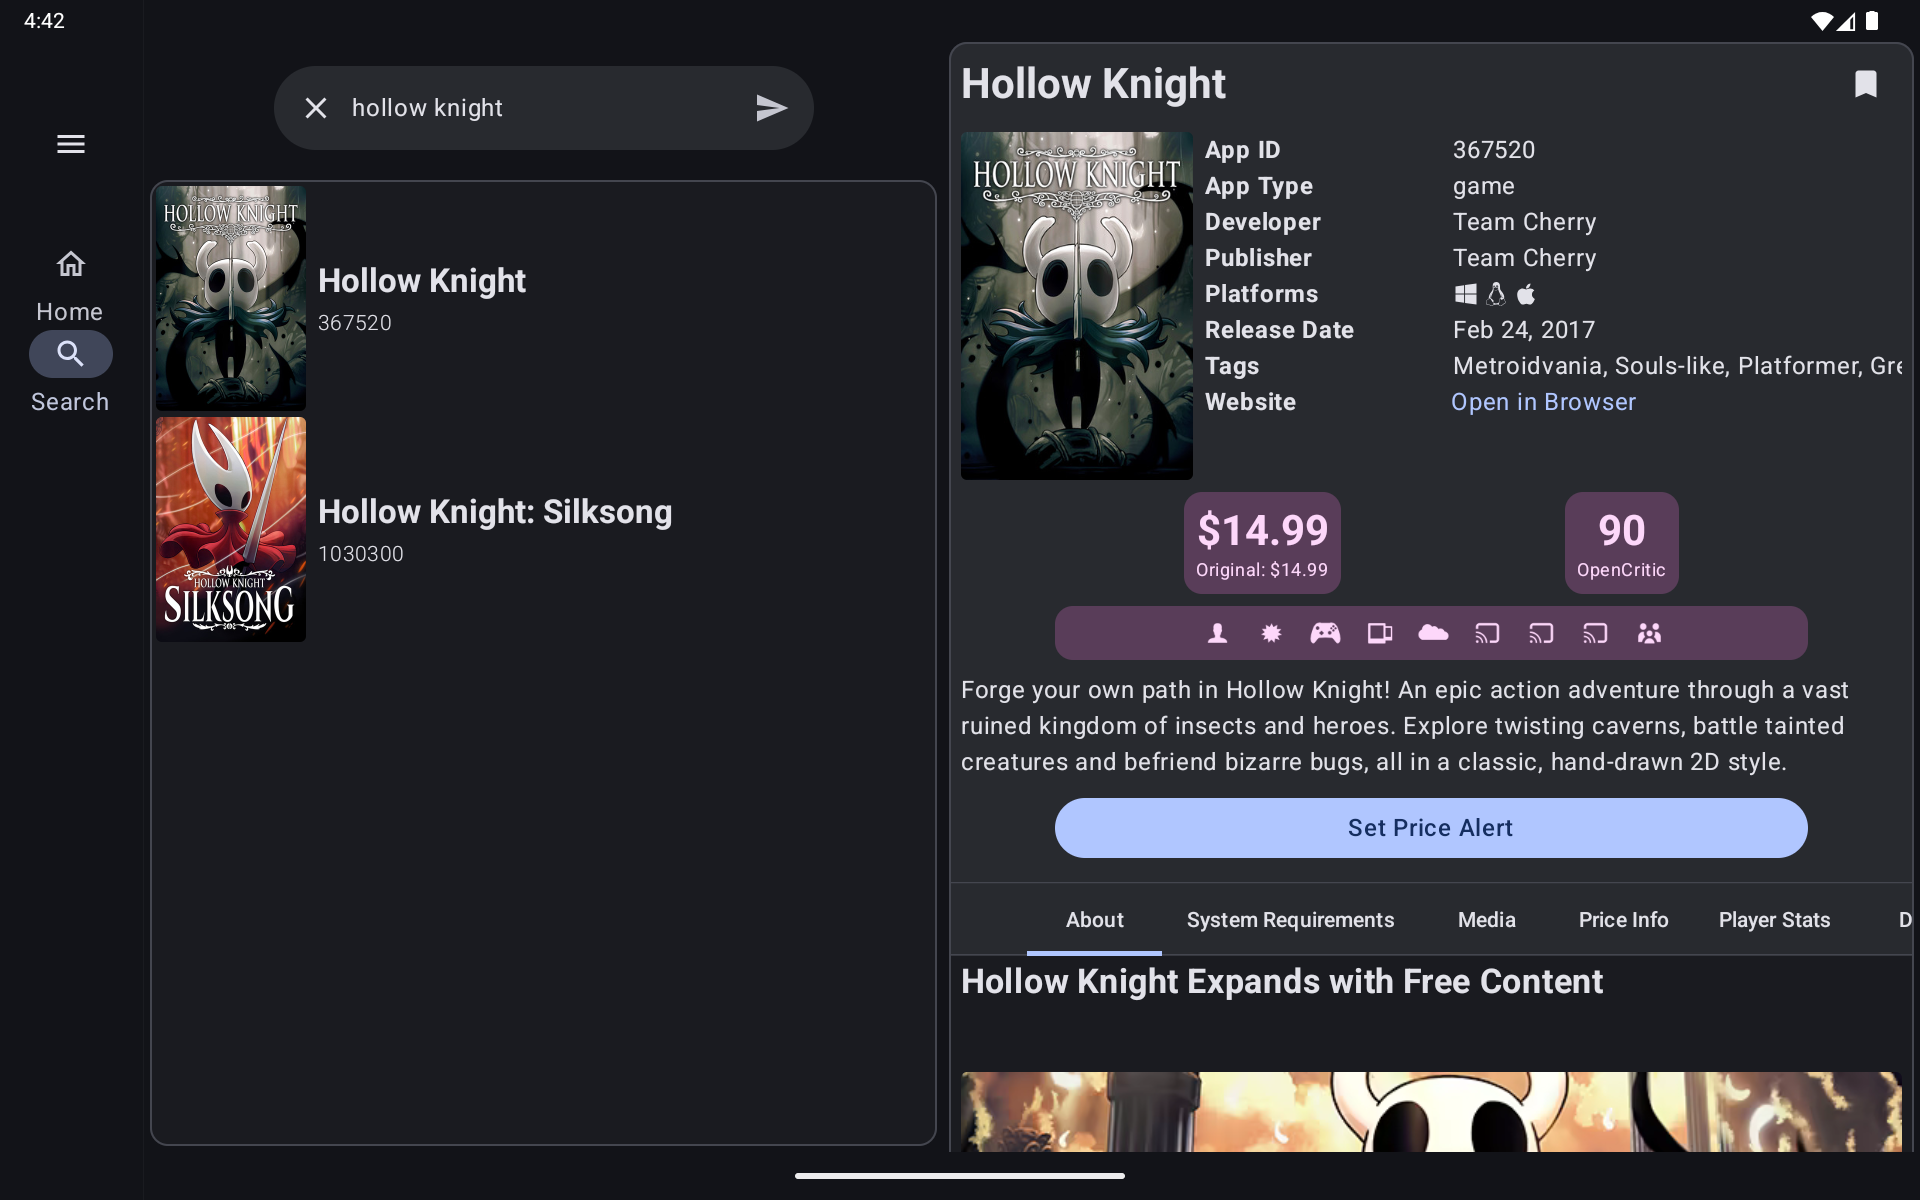 4:42
Home
Search
hollow knight
HOLLOW KNIGHT
Hollow Knight
367520
HOLLOW KNIGHT
SILKSONG
Hollow Knight: Silksong
1030300
Hollow Knight
HOLLOW KNIGHT
App ID 367520
App Type game
Developer Team Cherry
Publisher Team Cherry
Platforms
Release Date Feb 24, 2017
Tags Metroidvania, Souls-like, Platformer, Gre
Website Open in Browser
$14.99
Original: $14.99
90
OpenCritic
Forge your own path in Hollow Knight! An epic action adventure through a vast
ruined kingdom of insects and heroes. Explore twisting caverns, battle tainted
creatures and befriend bizarre bugs, all in a classic, hand-drawn 2D style.
Set Price Alert
About System Requirements Media Price Info Player Stats D
Hollow Knight Expands with Free Content